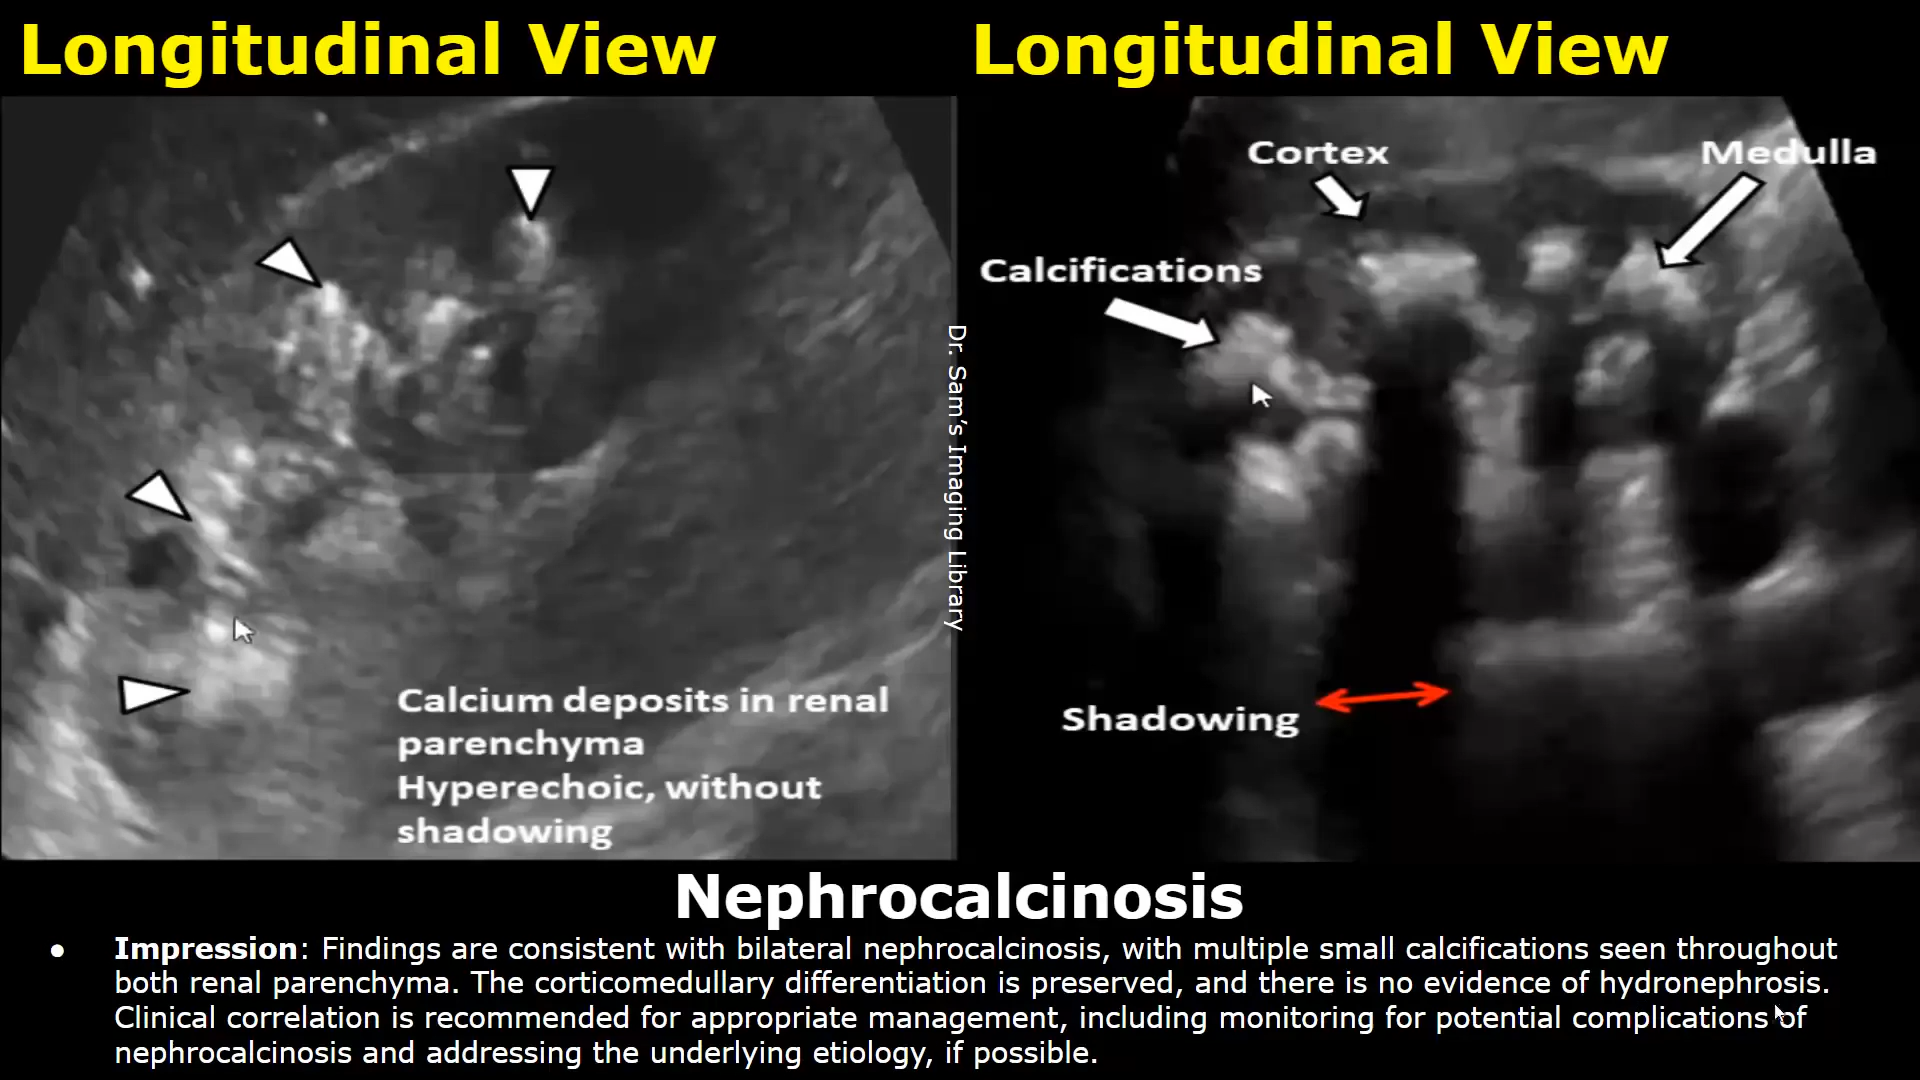 Longitudinal View
Longitudinal View
Cortex
Medulla
Calcifications
Shadowing
Calcium deposits in renal
parenchyma
Hyperechoic, without
shadowing
Dr. Sam's Imaging Library
Nephrocalcinosis
• Impression: Findings are consistent with bilateral nephrocalcinosis, with multiple small calcifications seen throughout
both renal parenchyma. The corticomedullary differentiation is preserved, and there is no evidence of hydronephrosis.
Clinical correlation is recommended for appropriate management, including monitoring for potential complications of
nephrocalcinosis and addressing the underlying etiology, if possible.